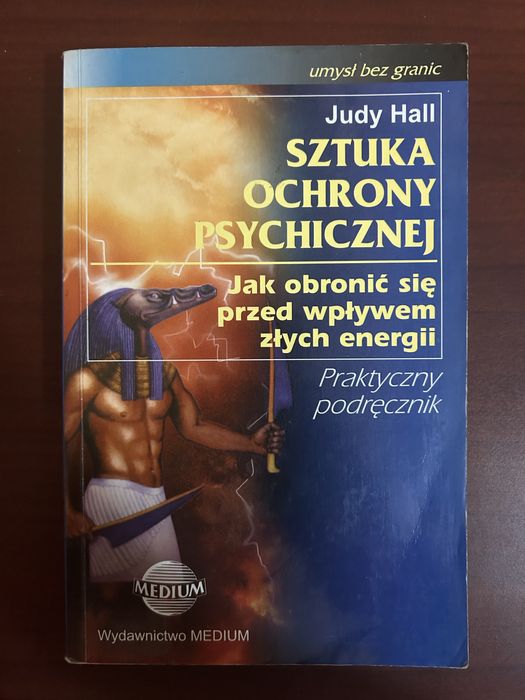 umysł bez granic
Judy Hall
SZTUKA
OCHRONY
PSYCHICZNEJ
Jak obronić się
przed wpływem
złych energii
Praktyczny
podręcznik
MEDIUM
Wydawnictwo MEDIUM